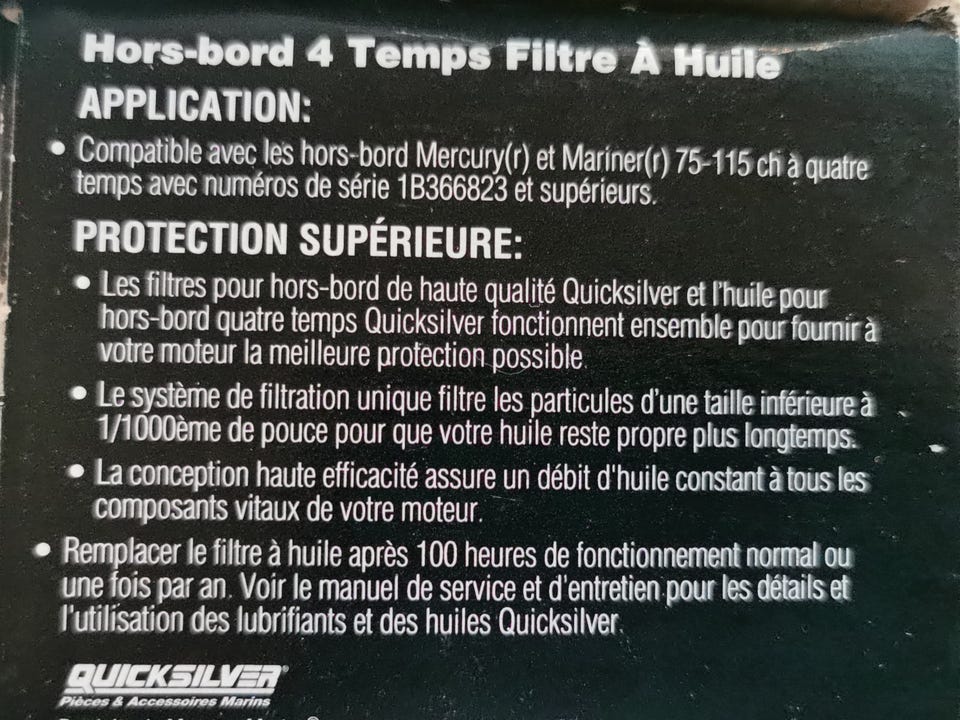 Hors-bord 4 Temps Filtre À Huile
APPLICATION:
• Compatible avec les hors-bord Mercury(r) et Mariner(r) 75-115 ch à quatre
temps avec numéros de série 1B366823 et supérieurs.
PROTECTION SUPÉRIEURE:
• Les filtres pour hors-bord de haute qualité Quicksilver et l'huile pour
hors-bord quatre temps Quicksilver fonctionnent ensemble pour fournir à
votre moteur la meilleure protection possible.
• Le système de filtration unique filtre les particules d'une taille inférieure à
1/1000ème de pouce pour que votre huile reste propre plus longtemps.
• La conception haute efficacité assure un débit d'huile constant à tous les
composants vitaux de votre moteur.
• Remplacer le filtre à huile après 100 heures de fonctionnement normal ou
une fois par an. Voir le manuel de service et d'entretien pour les détails et
l'utilisation des lubrifiants et des huiles Quicksilver.
QUICKSILVER®
Pièces & Accessoires Marins